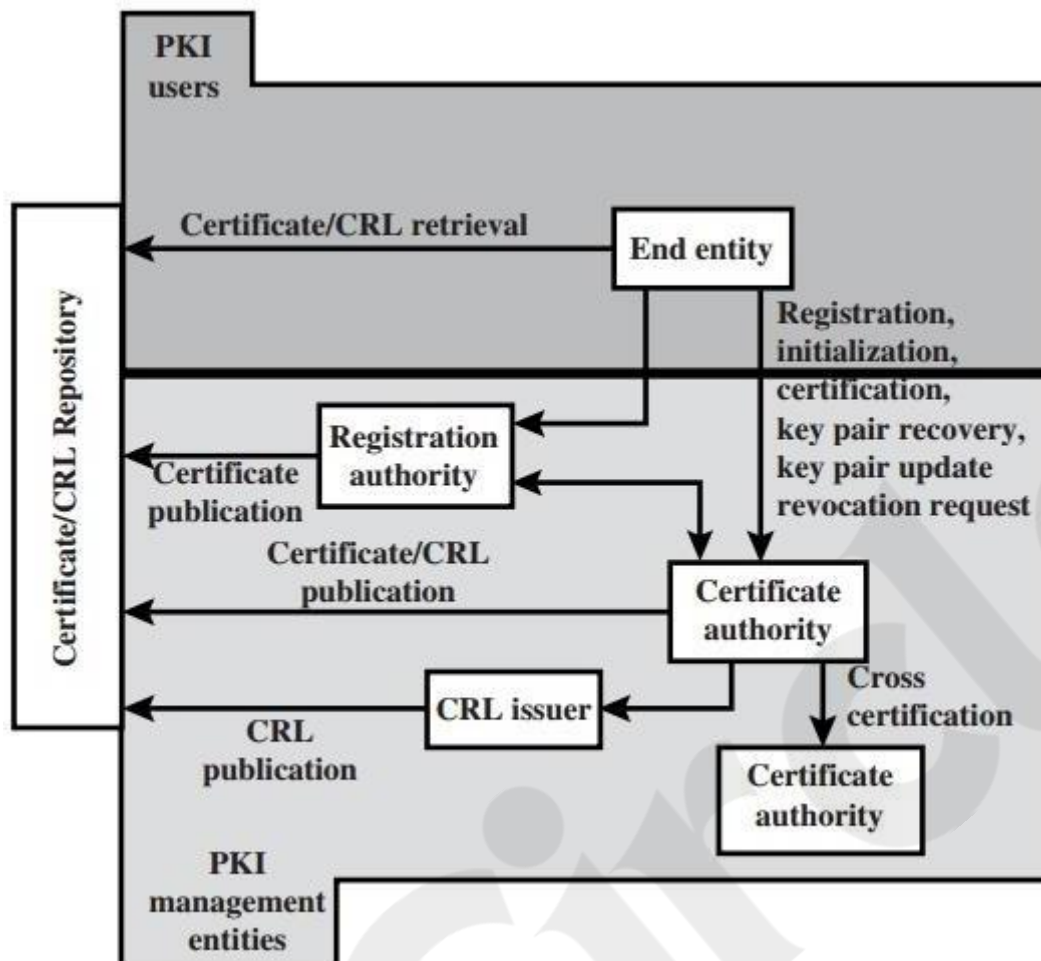 PKI
users
Certificate/CRL retrieval
End entity
Certificate/CRL Repository
Registration,
initialization,
certification,
key pair recovery,
key pair update
revocation request
Registration
authority
Certificate
publication
Certificate/CRL
publication
Certificate
authority
CRL issuer
CRL
publication
Cross
certification
Certificate
authority
PKI
management
entities